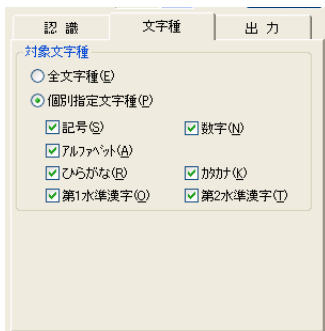 認 識 文字種 出 力
対象文字種
全文字種(E)
個別指定文字種(P)
記号(S) 数字(N)
アルファベット(A)
ひらがな(R) カタカナ(K)
第1水準漢字(O) 第2水準漢字(T)